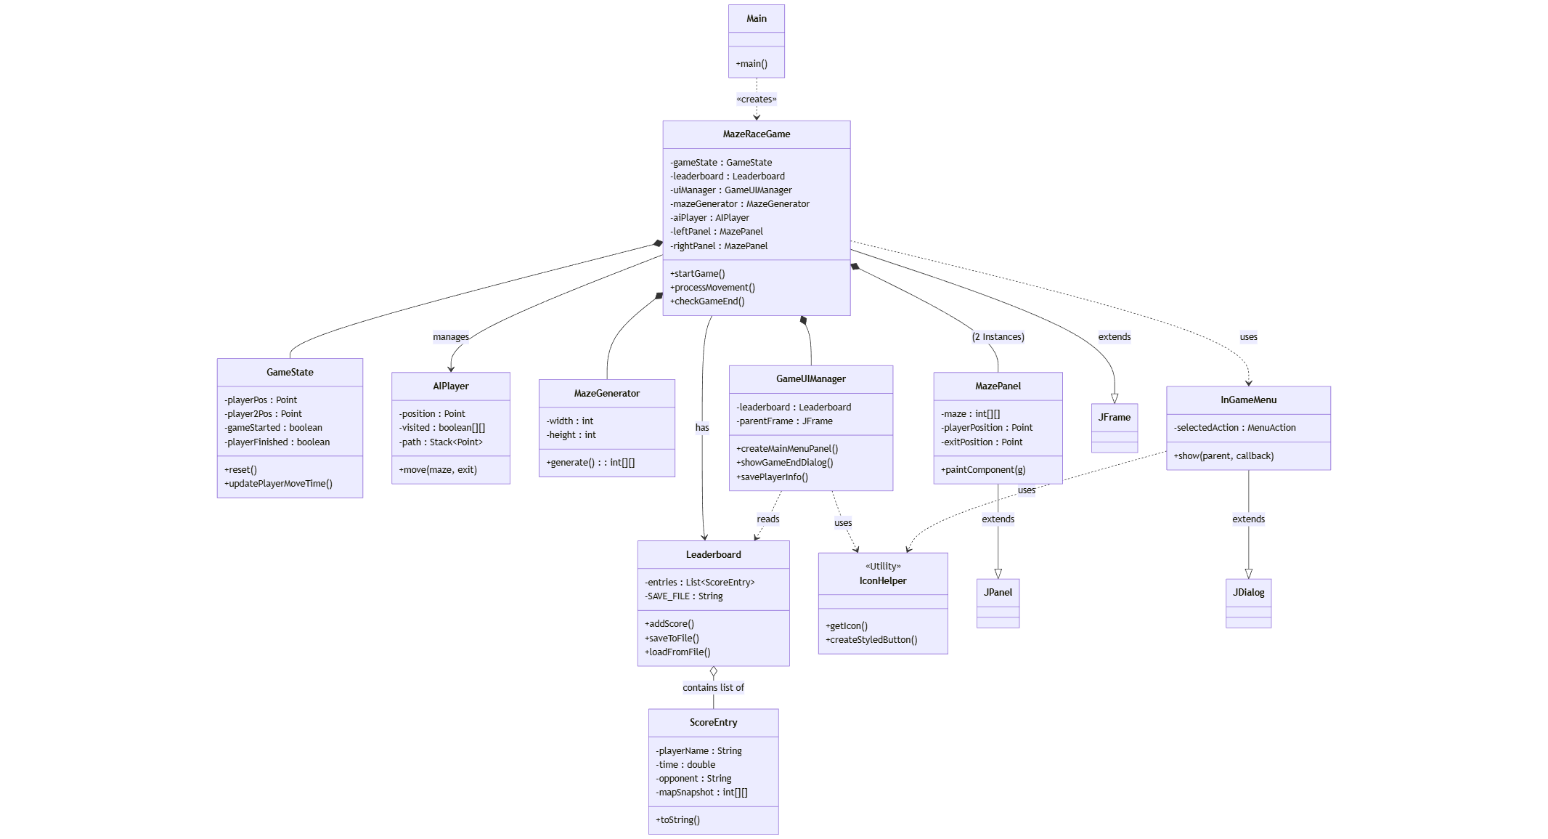 Main
+main()
«creates»
MazeRaceGame
-gameState : GameState
-leaderboard : Leaderboard
-uiManager : GameUIManager
-mazeGenerator : MazeGenerator
-aiPlayer : AIPlayer
-leftPanel : MazePanel
-rightPanel : MazePanel
+startGame()
+processMovement()
+checkGameEnd()
manages
(2 Instances)
extends
uses
GameState
-playerPos : Point
-player2Pos : Point
-gameStarted : boolean
-playerFinished : boolean
+reset()
+updatePlayerMoveTime()
AIPlayer
-position : Point
-visited : boolean[][]
-path : Stack<Point>
+move(maze, exit)
MazeGenerator
-width : int
-height : int
+generate() : : int[][]
has
GameUIManager
-leaderboard : Leaderboard
-parentFrame : JFrame
+createMainMenuPanel()
+showGameEndDialog()
+savePlayerInfo()
MazePanel
-maze : int[][]
-playerPosition : Point
-exitPosition : Point
+paintComponent(g)
JFrame
InGameMenu
-selectedAction : MenuAction
+show(parent, callback)
uses
reads
uses
extends
extends
Leaderboard
-entries : List<ScoreEntry>
-SAVE_FILE : String
+addScore()
+saveToFile()
+loadFromFile()
«Utility»
IconHelper
+getIcon()
+createStyledButton()
JPanel
JDialog
contains list of
ScoreEntry
-playerName : String
-time : double
-opponent : String
-mapSnapshot : int[][]
+toString()